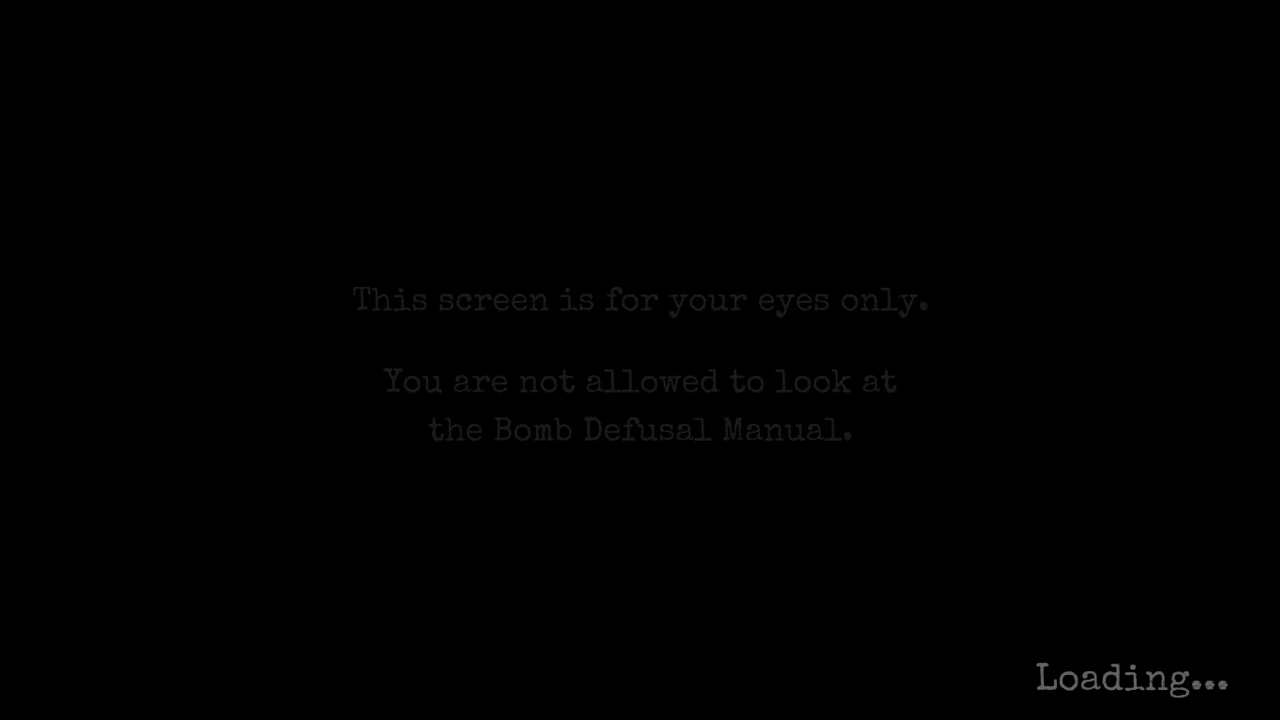 This screen is for your eyes only.
You are not allowed to look at
the Bomb Defusal Manual.
Loading...